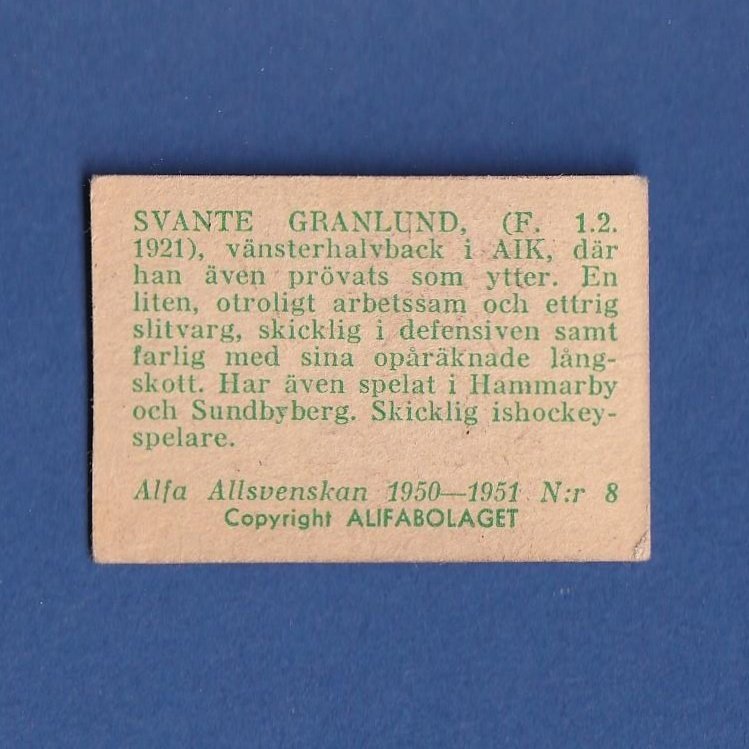 SVANTE GRANLUND, (F. 1.2.
1921), vänsterhalvback i AIK, där
han även prövats som ytter. En
liten, otroligt arbetssam och ettrig
slitvarg, skicklig i defensiven samt
farlig med sina opåräknade lång-
skott. Har även spelat i Hammarby
och Sundbyberg. Skicklig ishockey-
spelare.
Alfa Allsvenskan 1950—1951 N:r 8
Copyright ALIFABOLAGET